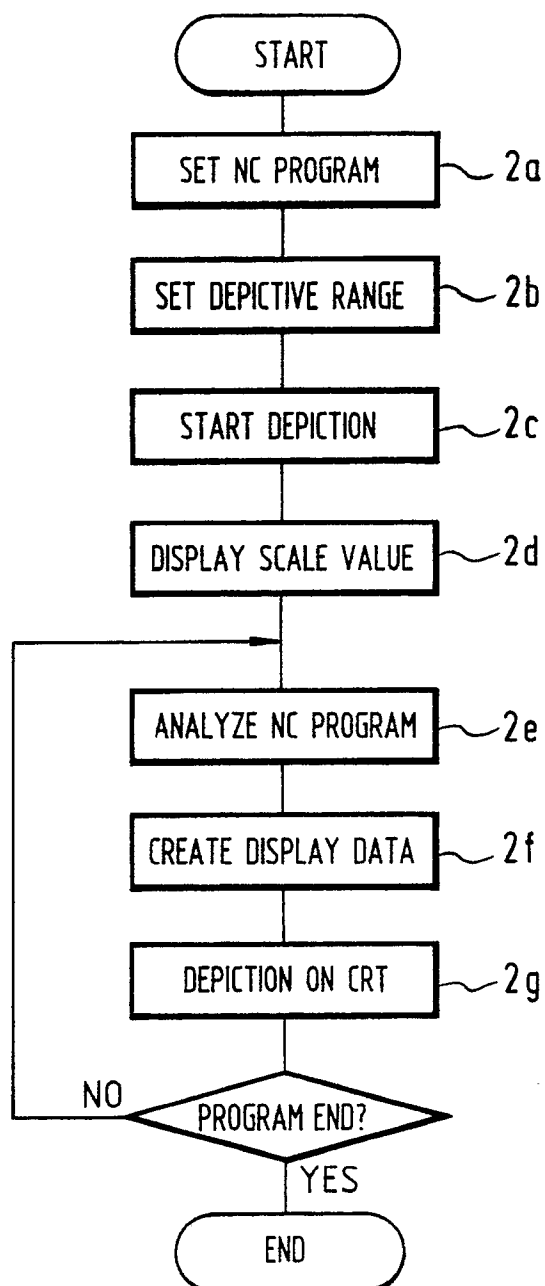 START
SET NC PROGRAM 2a
SET DEPICTIVE RANGE 2b
START DEPICTION 2c
DISPLAY SCALE VALUE 2d
ANALYZE NC PROGRAM 2e
CREATE DISPLAY DATA 2f
DEPICTION ON CRT 2g
NO
PROGRAM END?
YES
END